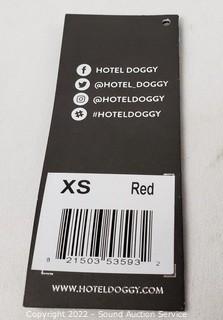 HOTEL DOGGY
@HOTEL_DOGGY
@HOTELDOGGY
#HOTELDOGGY
XS Red
8 21503 53593 2
WWW.HOTELDOGGY.COM
Copyright 2022 - Sound Auction Service